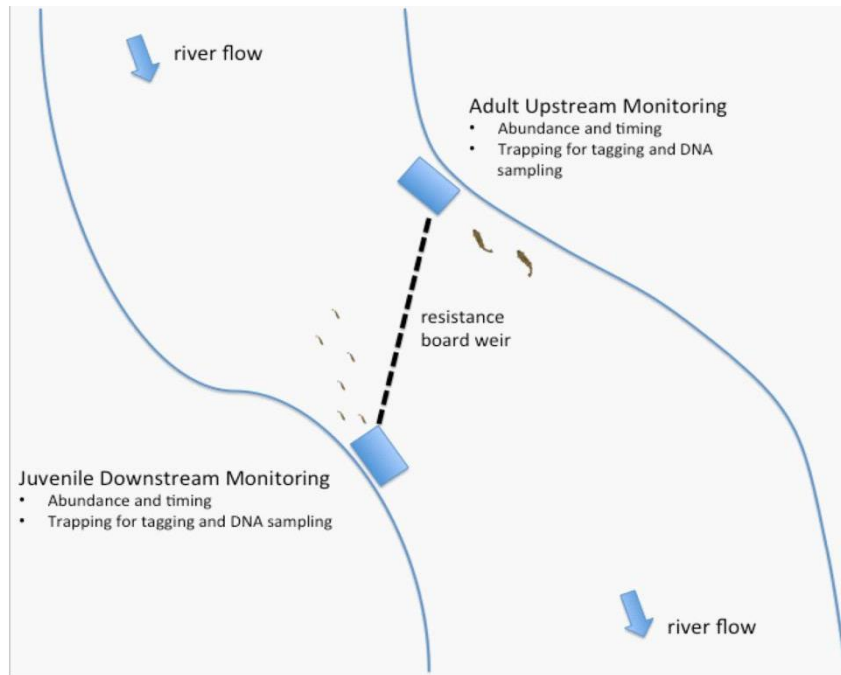 river flow
Adult Upstream Monitoring
• Abundance and timing
• Trapping for tagging and DNA
sampling
resistance
board weir
Juvenile Downstream Monitoring
• Abundance and timing
• Trapping for tagging and DNA sampling
river flow